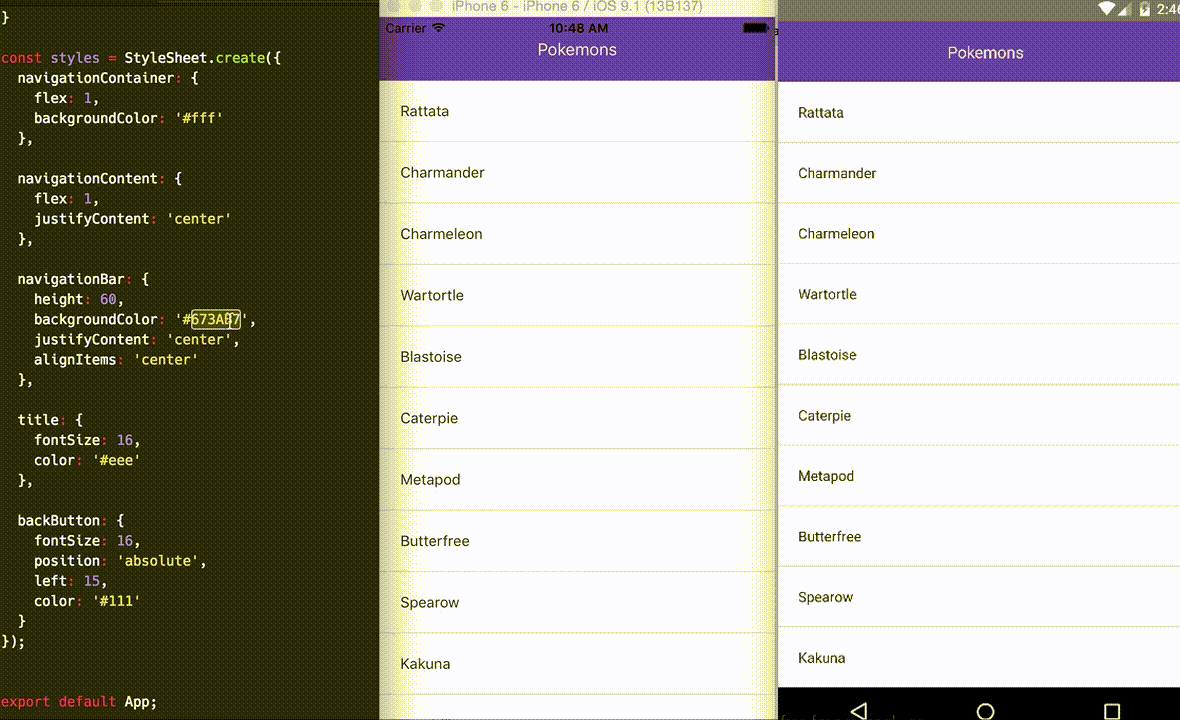 }
const styles = StyleSheet.create({
navigationContainer: {
flex: 1,
backgroundColor: '#fff'
},
navigationContent: {
flex: 1,
justifyContent: 'center'
},
navigationBar: {
height: 60,
backgroundColor: '#673AB7',
justifyContent: 'center',
alignItems: 'center'
},
title: {
fontSize: 16,
color: '#eee'
},
backButton: {
fontSize: 16,
position: 'absolute',
left: 15,
color: '#111'
}
});
export default App;
iPhone 6 - iPhone 6 / iOS 9.1 (13B137)
Carrier 10:48 AM
Pokemons
Rattata
Charmander
Charmeleon
Wartortle
Blastoise
Caterpie
Metapod
Butterfree
Spearow
Kakuna
Pokemons
Rattata
Charmander
Charmeleon
Wartortle
Blastoise
Caterpie
Metapod
Butterfree
Spearow
Kakuna